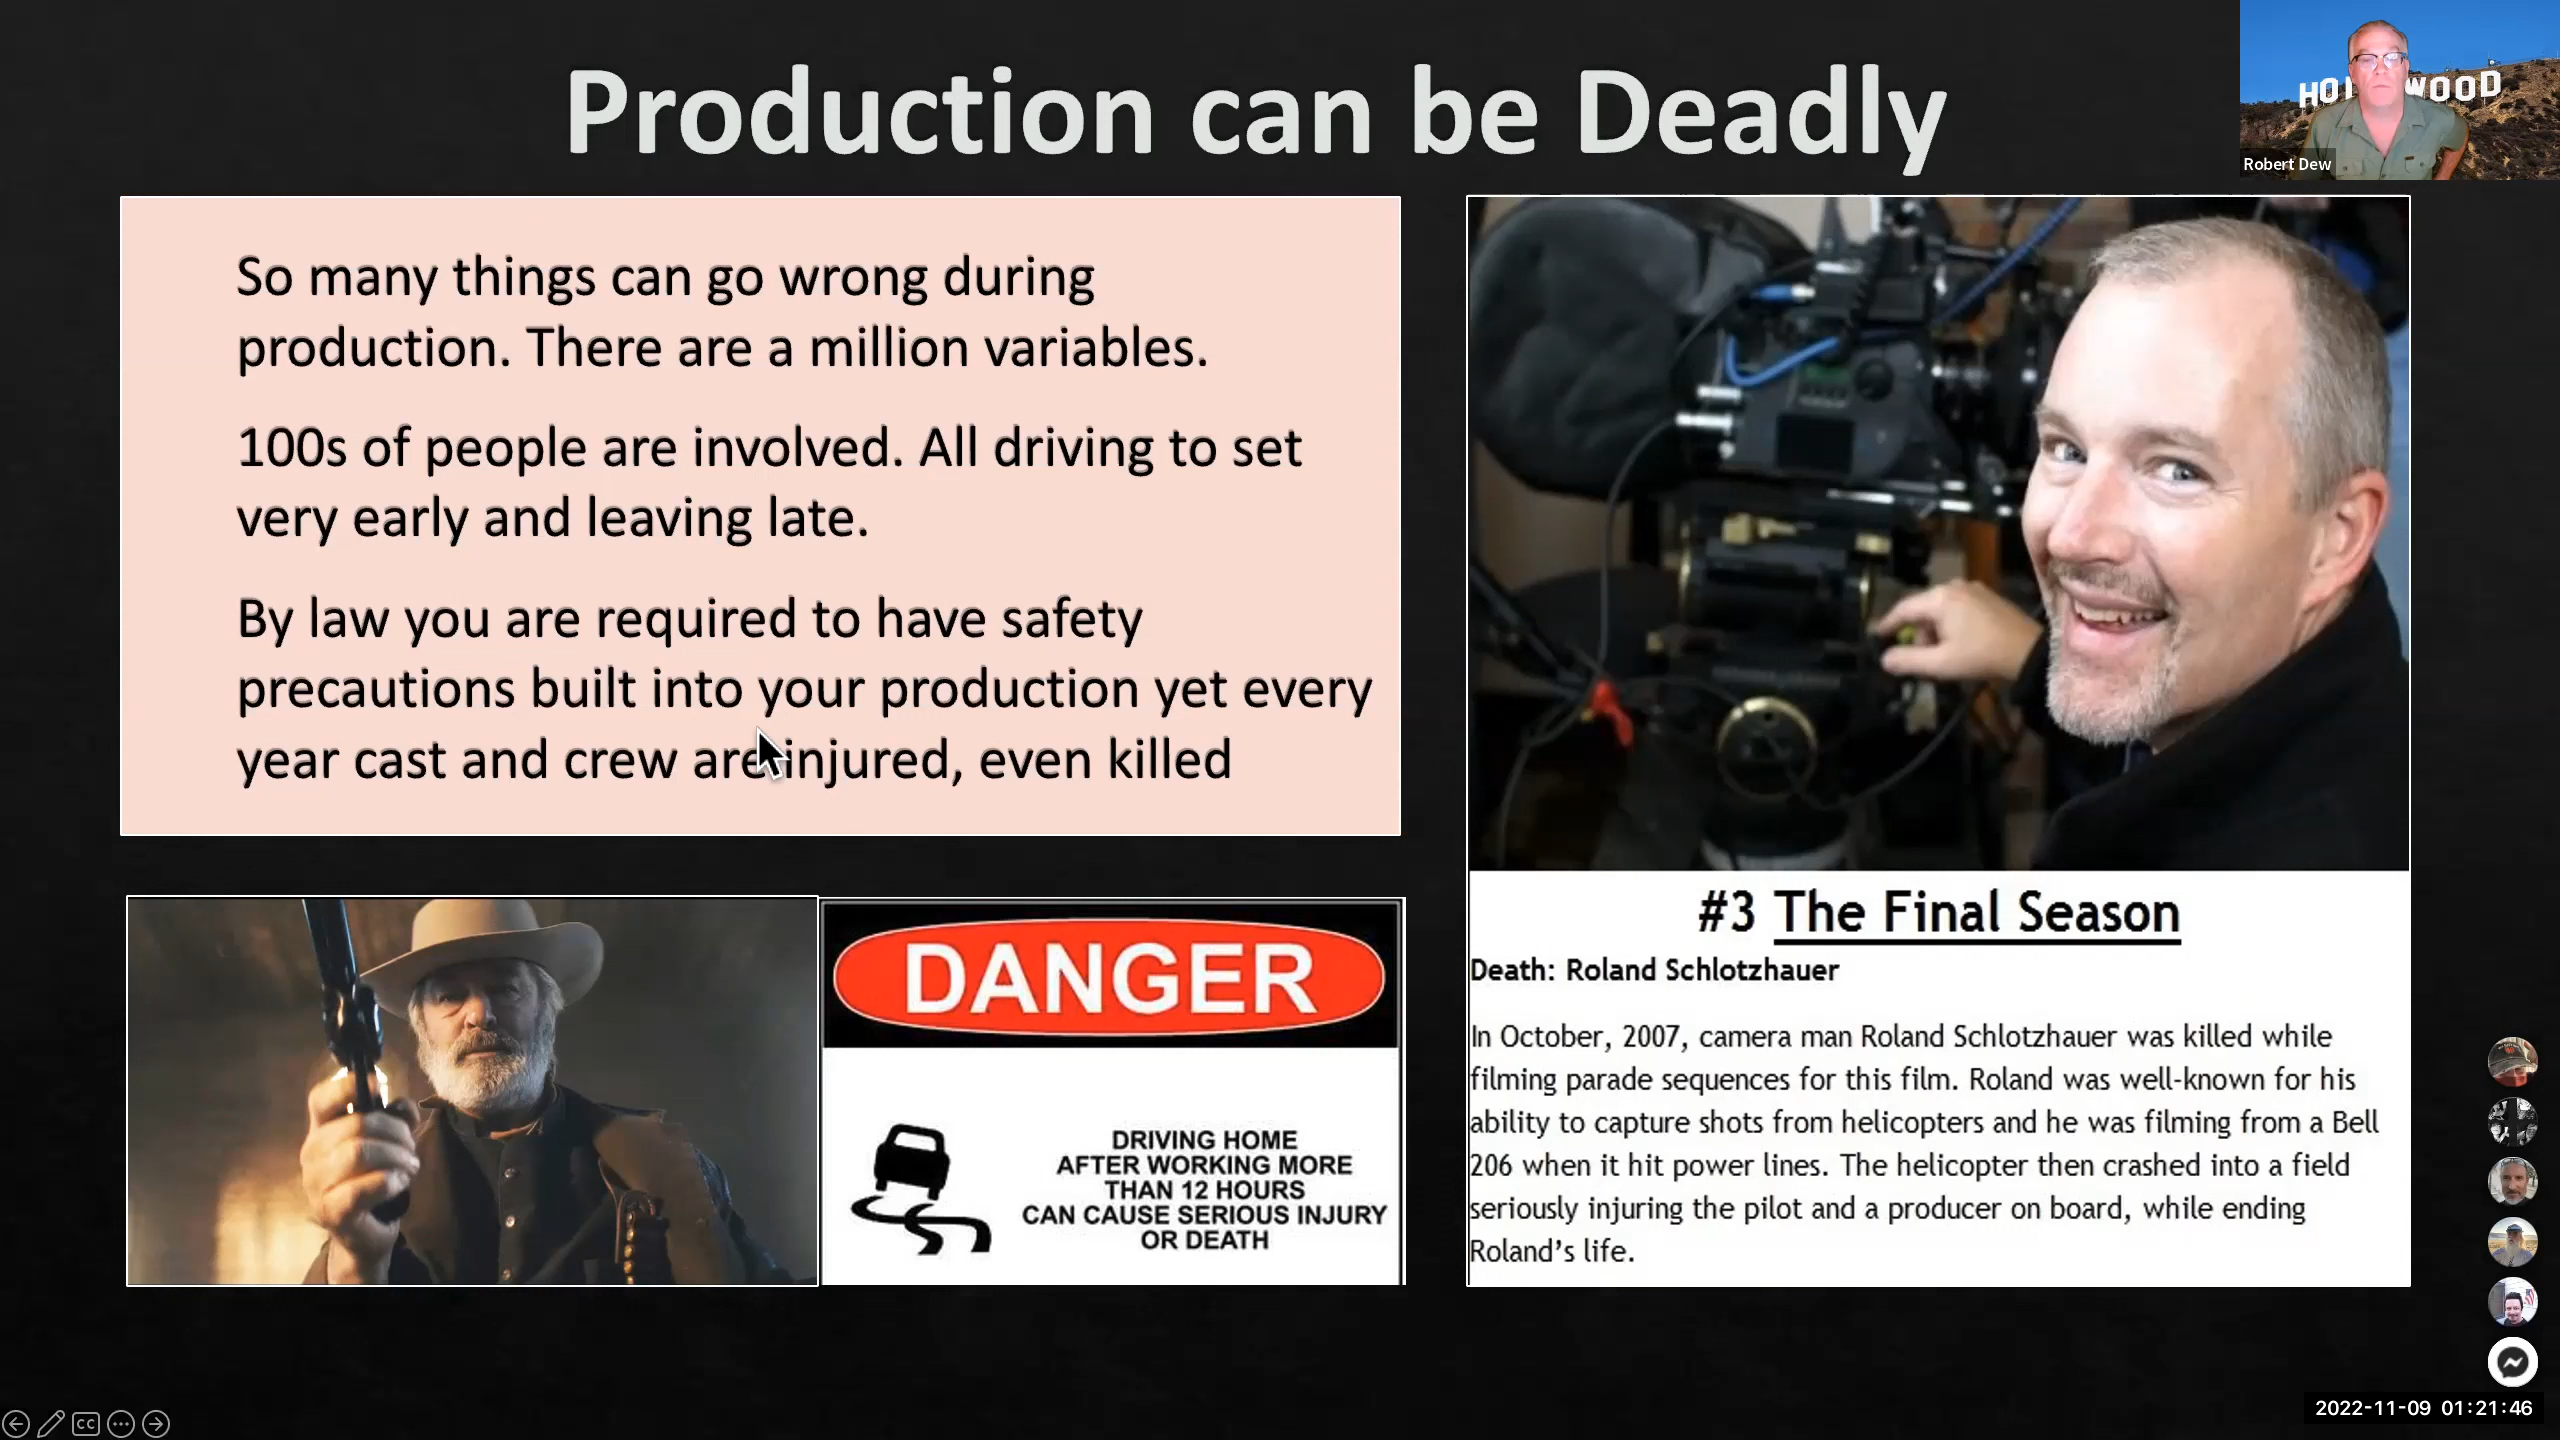 Production can be Deadly
HO WOOD
Robert Dew
So many things can go wrong during
production. There are a million variables.
100s of people are involved. All driving to set
very early and leaving late.
By law you are required to have safety
precautions built into your production yet every
year cast and crew are injured, even killed
DANGER
DRIVING HOME
AFTER WORKING MORE
THAN 12 HOURS
CAN CAUSE SERIOUS INJURY
OR DEATH
#3 The Final Season
Death: Roland Schlotzhauer
In October, 2007, camera man Roland Schlotzhauer was killed while
filming parade sequences for this film. Roland was well-known for his
ability to capture shots from helicopters and he was filming from a Bell
206 when it hit power lines. The helicopter then crashed into a field
seriously injuring the pilot and a producer on board, while ending
Roland’s life.
CC
2022-11-09 01:21:46